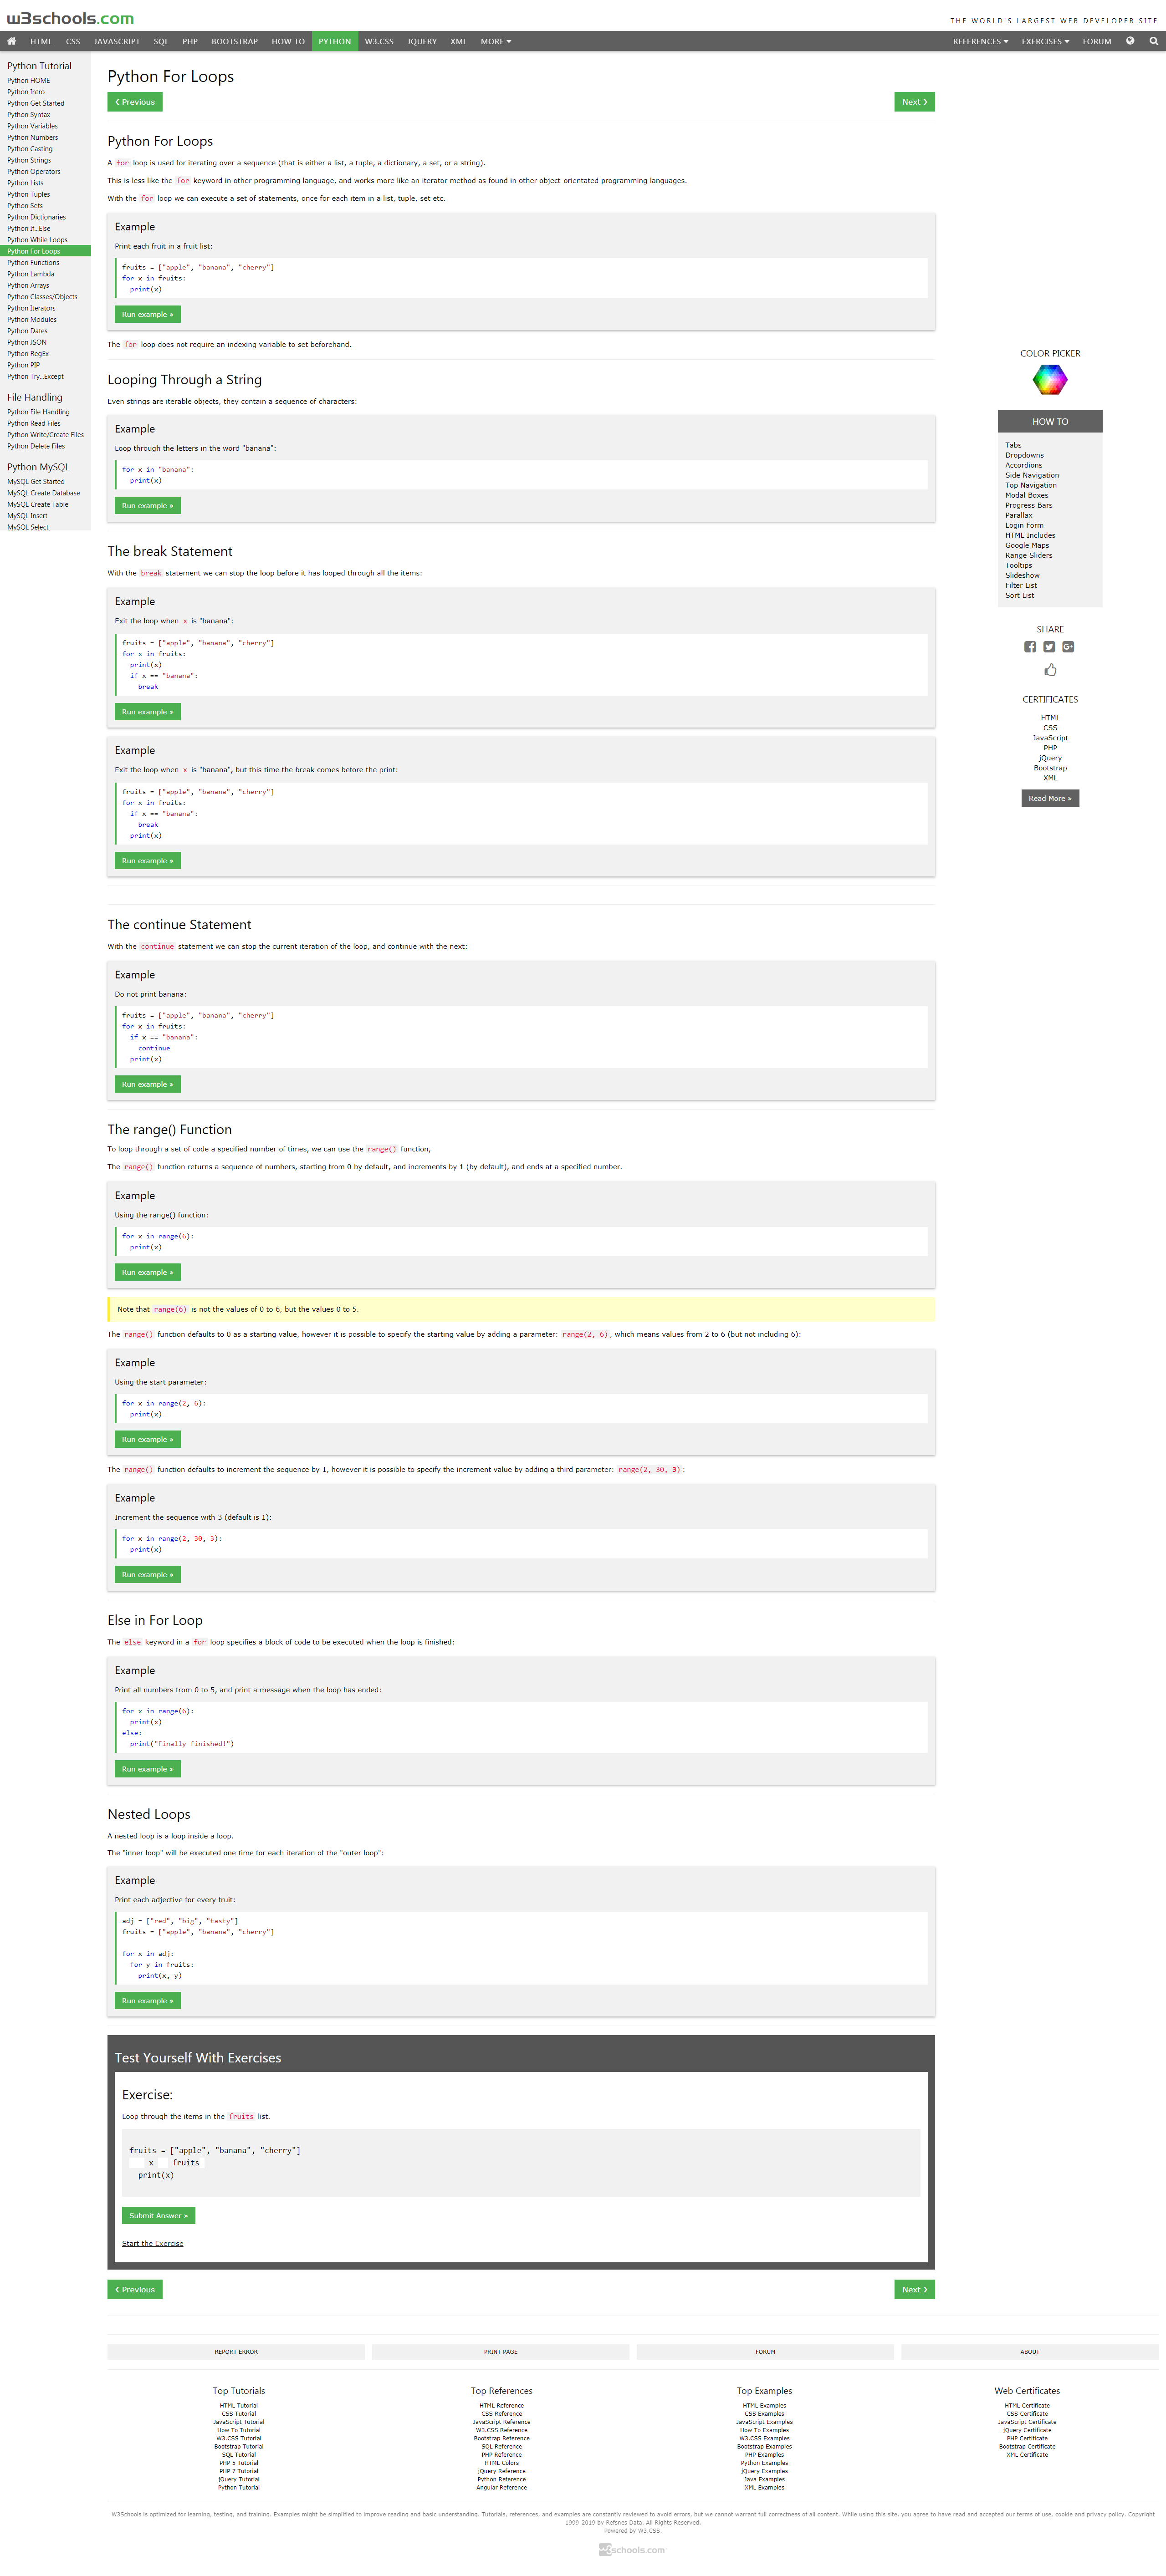 w3schools.com
THE WORLD'S LARGEST WEB DEVELOPER SITE
HTML CSS JAVASCRIPT SQL PHP BOOTSTRAP HOW TO PYTHON W3.CSS JQUERY XML MORE REFERENCES EXERCISES FORUM
Python Tutorial
Python HOME
Python Intro
Python Get Started
Python Syntax
Python Variables
Python Numbers
Python Casting
Python Strings
Python Operators
Python Lists
Python Tuples
Python Sets
Python Dictionaries
Python If...Else
Python While Loops
Python For Loops
Python Functions
Python Lambda
Python Arrays
Python Classes/Objects
Python Iterators
Python Modules
Python Dates
Python JSON
Python RegEx
Python PIP
Python Try...Except
File Handling
Python File Handling
Python Read Files
Python Write/Create Files
Python Delete Files
Python MySQL
MySQL Get Started
MySQL Create Database
MySQL Create Table
MySQL Insert
MySQL Select
Python For Loops
❮ Previous
Next ❯
Python For Loops
A for loop is used for iterating over a sequence (that is either a list, a tuple, a dictionary, a set, or a string).
This is less like the for keyword in other programming language, and works more like an iterator method as found in other object-orientated programming languages.
With the for loop we can execute a set of statements, once for each item in a list, tuple, set etc.
Example
Print each fruit in a fruit list:
fruits = ["apple", "banana", "cherry"]
for x in fruits:
  print(x)
Run example »
The for loop does not require an indexing variable to set beforehand.
Looping Through a String
Even strings are iterable objects, they contain a sequence of characters:
Example
Loop through the letters in the word "banana":
for x in "banana":
  print(x)
Run example »
The break Statement
With the break statement we can stop the loop before it has looped through all the items:
Example
Exit the loop when x is "banana":
fruits = ["apple", "banana", "cherry"]
for x in fruits:
  print(x)
  if x == "banana":
    break
Run example »
Example
Exit the loop when x is "banana", but this time the break comes before the print:
fruits = ["apple", "banana", "cherry"]
for x in fruits:
  if x == "banana":
    break
  print(x)
Run example »
The continue Statement
With the continue statement we can stop the current iteration of the loop, and continue with the next:
Example
Do not print banana:
fruits = ["apple", "banana", "cherry"]
for x in fruits:
  if x == "banana":
    continue
  print(x)
Run example »
The range() Function
To loop through a set of code a specified number of times, we can use the range() function,
The range() function returns a sequence of numbers, starting from 0 by default, and increments by 1 (by default), and ends at a specified number.
Example
Using the range() function:
for x in range(6):
  print(x)
Run example »
Note that range(6) is not the values of 0 to 6, but the values 0 to 5.
The range() function defaults to 0 as a starting value, however it is possible to specify the starting value by adding a parameter: range(2, 6), which means values from 2 to 6 (but not including 6):
Example
Using the start parameter:
for x in range(2, 6):
  print(x)
Run example »
The range() function defaults to increment the sequence by 1, however it is possible to specify the increment value by adding a third parameter: range(2, 30, 3):
Example
Increment the sequence with 3 (default is 1):
for x in range(2, 30, 3):
  print(x)
Run example »
Else in For Loop
The else keyword in a for loop specifies a block of code to be executed when the loop is finished:
Example
Print all numbers from 0 to 5, and print a message when the loop has ended:
for x in range(6):
  print(x)
else:
  print("Finally finished!")
Run example »
Nested Loops
A nested loop is a loop inside a loop.
The "inner loop" will be executed one time for each iteration of the "outer loop":
Example
Print each adjective for every fruit:
adj = ["red", "big", "tasty"]
fruits = ["apple", "banana", "cherry"]
for x in adj:
  for y in fruits:
    print(x, y)
Run example »
Test Yourself With Exercises
Exercise:
Loop through the items in the fruits list.
fruits = ["apple", "banana", "cherry"]
x fruits
  print(x)
Submit Answer »
Start the Exercise
❮ Previous
Next ❯
COLOR PICKER
HOW TO
Tabs
Dropdowns
Accordions
Side Navigation
Top Navigation
Modal Boxes
Progress Bars
Parallax
Login Form
HTML Includes
Google Maps
Range Sliders
Tooltips
Slideshow
Filter List
Sort List
SHARE
CERTIFICATES
HTML
CSS
JavaScript
PHP
jQuery
Bootstrap
XML
Read More »
REPORT ERROR
PRINT PAGE
FORUM
ABOUT
Top Tutorials
HTML Tutorial
CSS Tutorial
JavaScript Tutorial
How To Tutorial
W3.CSS Tutorial
Bootstrap Tutorial
SQL Tutorial
PHP 5 Tutorial
PHP 7 Tutorial
jQuery Tutorial
Python Tutorial
Top References
HTML Reference
CSS Reference
JavaScript Reference
W3.CSS Reference
Bootstrap Reference
SQL Reference
PHP Reference
HTML Colors
jQuery Reference
Python Reference
Angular Reference
Top Examples
HTML Examples
CSS Examples
JavaScript Examples
How To Examples
W3.CSS Examples
Bootstrap Examples
PHP Examples
Python Examples
jQuery Examples
Java Examples
XML Examples
Web Certificates
HTML Certificate
CSS Certificate
JavaScript Certificate
jQuery Certificate
PHP Certificate
Bootstrap Certificate
XML Certificate
W3Schools is optimized for learning, testing, and training. Examples might be simplified to improve reading and basic understanding. Tutorials, references, and examples are constantly reviewed to avoid errors, but we cannot warrant full correctness of all content. While using this site, you agree to have read and accepted our terms of use, cookie and privacy policy. Copyright
1999-2019 by Refsnes Data. All Rights Reserved.
Powered by W3.CSS.
w3schools.com